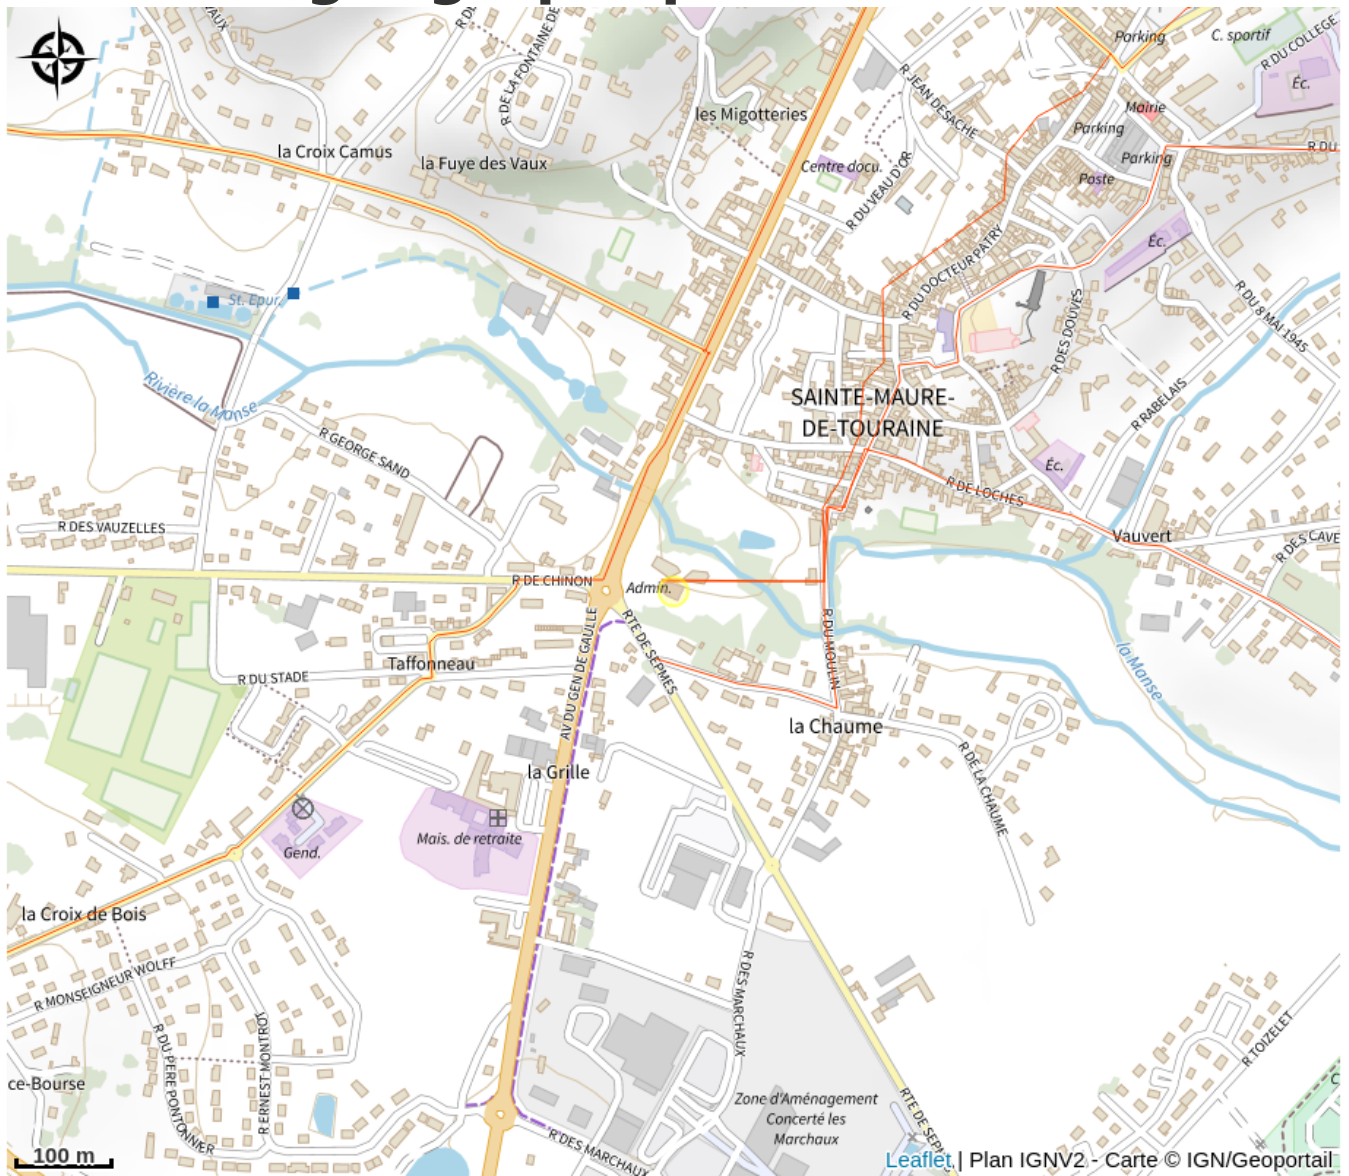 Parking
C. sportif
R DU COLLEGE
Éc.
R DE LA FONTAINE DE
R JEAN DESACHE
les Migotteries
Mairie
Parking
la Croix Camus
la Fuye des Vaux
Centre docu.
Parking
R DU
Poste
R DU VEAU D'OR
Éc.
R DU DOCTEUR PATRY
St. Epur.
R DU 8 MAI 1945
R DES DOUVES
Rivière la Manse
SAINTE-MAURE-
DE-TOURAINE
R RABELAIS
R GEORGE SAND
Éc.
R DE LOCHES
R DES VAUZELLES
Vauvert
R DES CAVE
R DE CHINON
Admin.
AV DU GEN DE GAULLE
RTE DE SEPMES
R DU MOULIN
Taffonneau
R DU STADE
la Manse
la Chaume
la Grille
R DE LA CHAUME
Gend.
Mais. de retraite
la Croix de Bois
R MONSEIGNEUR WOLFF
R DES MARCHAUX
R DU PERE PONTONNIER
R ERNEST MONTROT
R TOIZELET
ce-Bourse
Zone d'Aménagement
Concerté les
Marchaux
RTE DE SEPM
R DES MARCHAUX
100 m
Leaflet | Plan IGNV2 - Carte © IGN/Geoportail